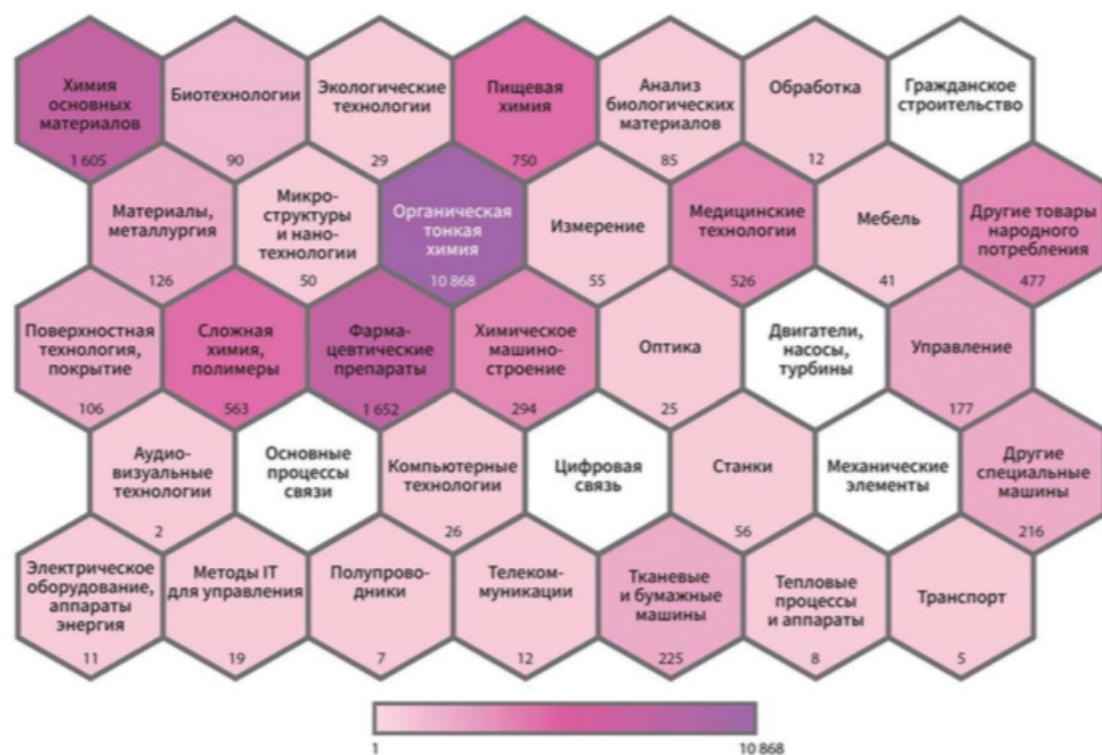 Химия
основных
материалов
1 605
Биотехнологии
90
Экологические
технологии
29
Пищевая
химия
750
Анализ
биологических
материалов
85
Обработка
12
Гражданское
строительство
Материалы,
металлургия
126
Микро-
структуры
и нано-
технологии
50
Органическая
тонкая
химия
10 868
Измерение
55
Медицинские
технологии
526
Мебель
41
Другие товары
народного
потребления
477
Поверхностная
технология,
покрытие
106
Сложная
химия,
полимеры
563
Фарма-
цевтические
препараты
1 652
Химическое
машино-
строение
294
Оптика
25
Двигатели,
насосы,
турбины
Управление
177
Аудио-
визуальные
технологии
2
Основные
процессы
связи
Компьютерные
технологии
26
Цифровая
связь
Станки
56
Механические
элементы
Другие
специальные
машины
216
Электрическое
оборудование,
аппараты
энергия
11
Методы IT
для управления
19
Полупрово-
дники
7
Телеком-
муникации
12
Тканевые
и бумажные
машины
225
Тепловые
процессы
и аппараты
8
Транспорт
5
1
10 868